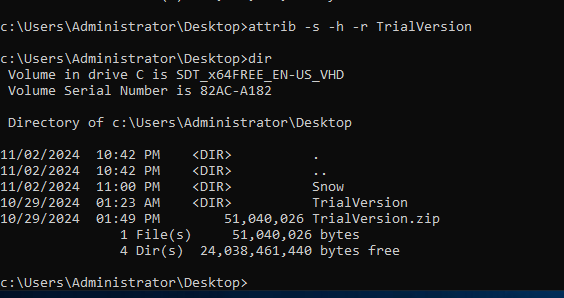 c:\Users\Administrator\Desktop>attrib -s -h -r TrialVersion
c:\Users\Administrator\Desktop>dir
 Volume in drive C is SDT_x64FREE_EN-US_VHD
 Volume Serial Number is 82AC-A182
 Directory of c:\Users\Administrator\Desktop
11/02/2024  10:42 PM    <DIR>          .
11/02/2024  10:42 PM    <DIR>          ..
11/02/2024  11:00 PM    <DIR>          Snow
10/29/2024  01:23 AM    <DIR>          TrialVersion
10/29/2024  01:49 PM        51,040,026 TrialVersion.zip
               1 File(s)     51,040,026 bytes
               4 Dir(s)  24,038,461,440 bytes free
c:\Users\Administrator\Desktop>